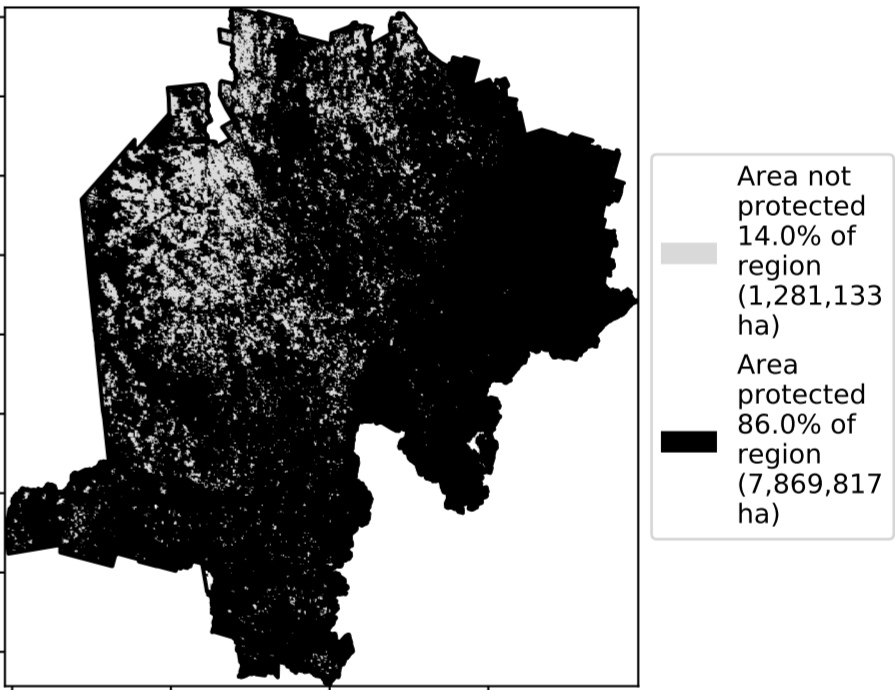 Area not
protected
14.0% of
region
(1,281,133
ha)
Area
protected
86.0% of
region
(7,869,817
ha)